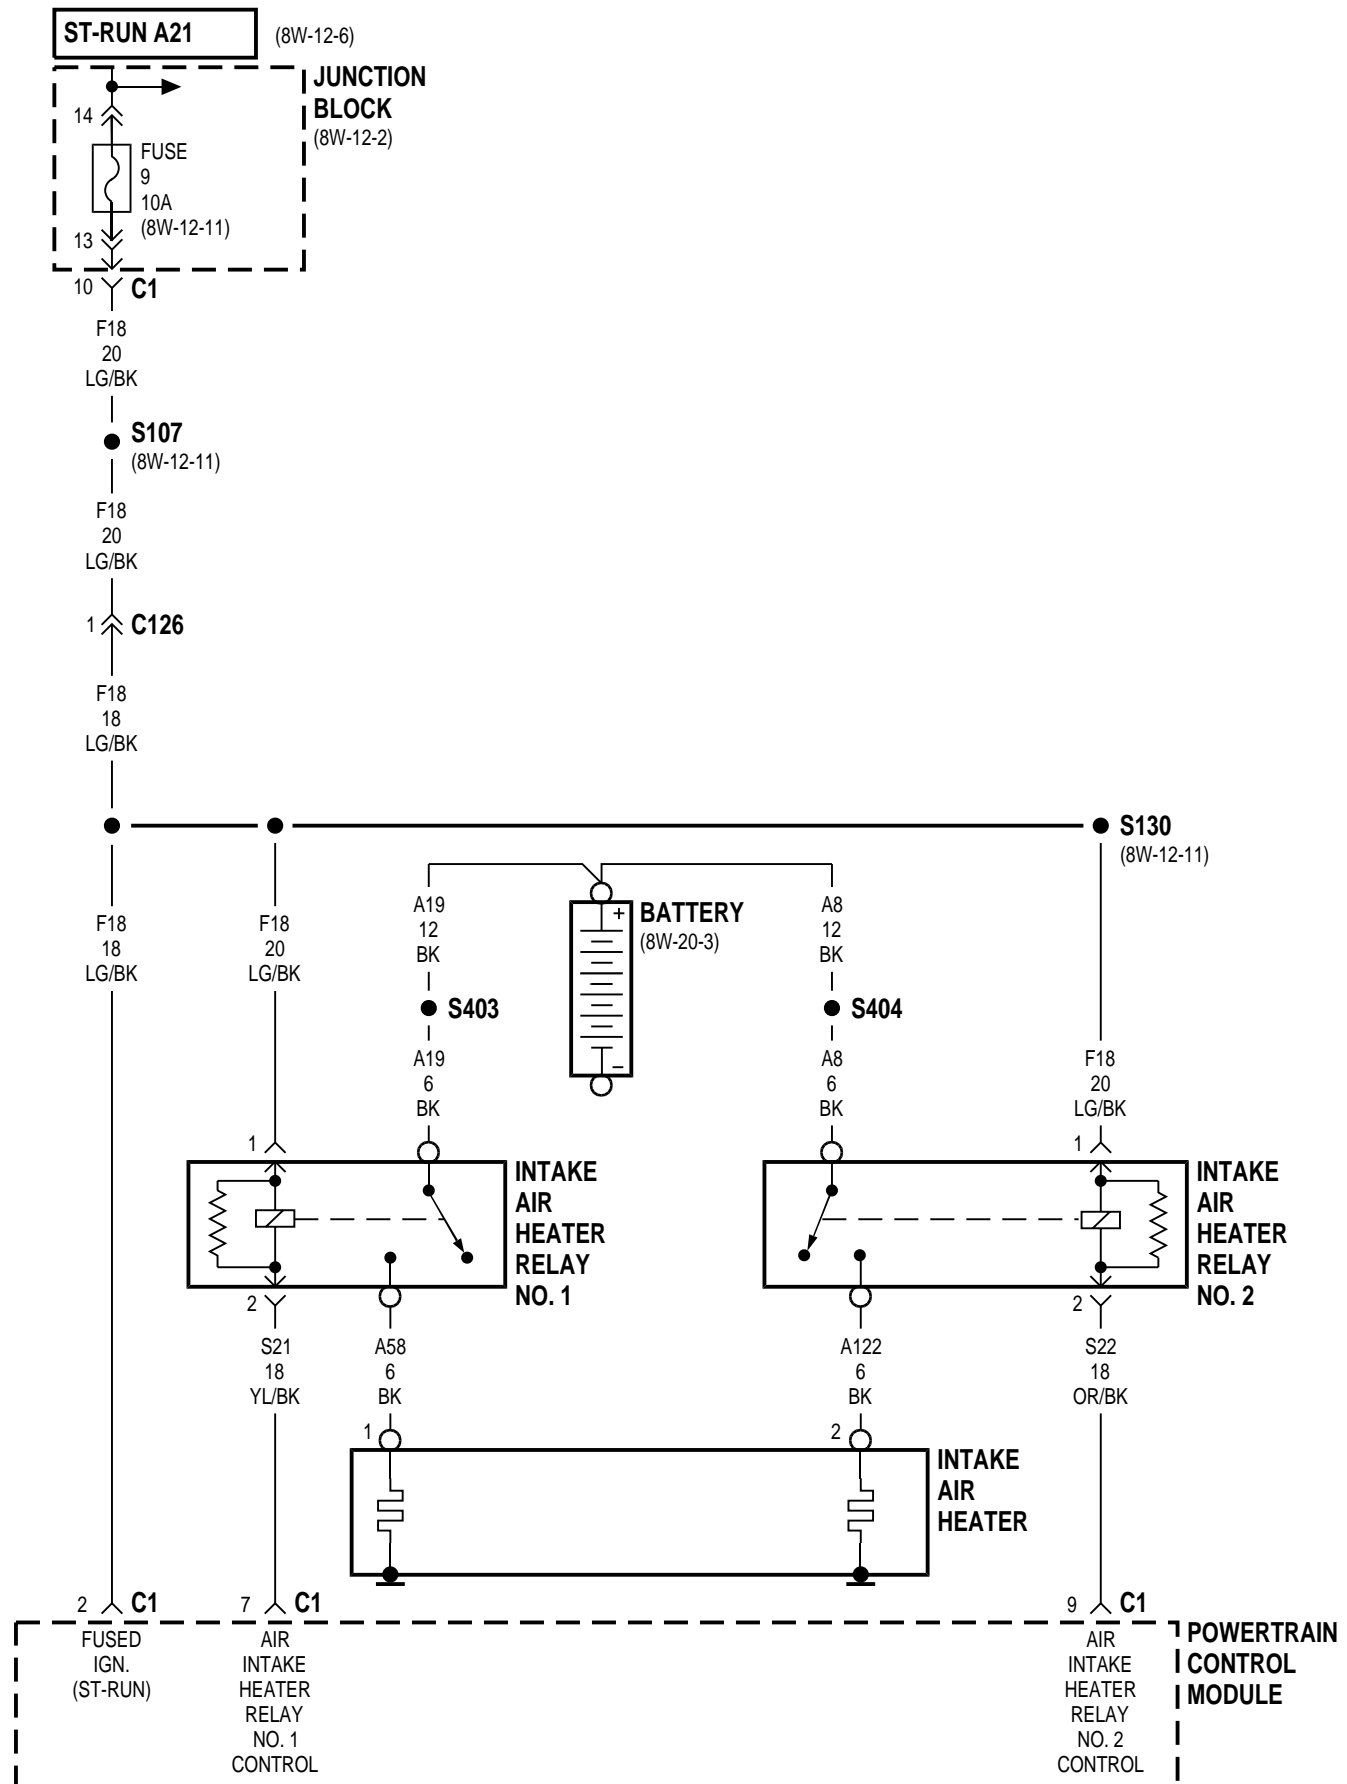 ST-RUN A21 (8W-12-6)
JUNCTION
BLOCK
(8W-12-2)
14
FUSE
9
10A
(8W-12-11)
13
10 C1
F18
20
LG/BK
S107
(8W-12-11)
F18
20
LG/BK
1 C126
F18
18
LG/BK
S130
(8W-12-11)
F18
18
LG/BK
F18
20
LG/BK
A19
12
BK
+
BATTERY
(8W-20-3)
–
A8
12
BK
S403
S404
A19
6
BK
A8
6
BK
F18
20
LG/BK
1
1
INTAKE
AIR
HEATER
RELAY
NO. 1
INTAKE
AIR
HEATER
RELAY
NO. 2
2
2
S21
18
YL/BK
A58
6
BK
A122
6
BK
S22
18
OR/BK
1
2
INTAKE
AIR
HEATER
2 C1
7 C1
9 C1
FUSED
IGN.
(ST-RUN)
AIR
INTAKE
HEATER
RELAY
NO. 1
CONTROL
AIR
INTAKE
HEATER
RELAY
NO. 2
CONTROL
POWERTRAIN
CONTROL
MODULE